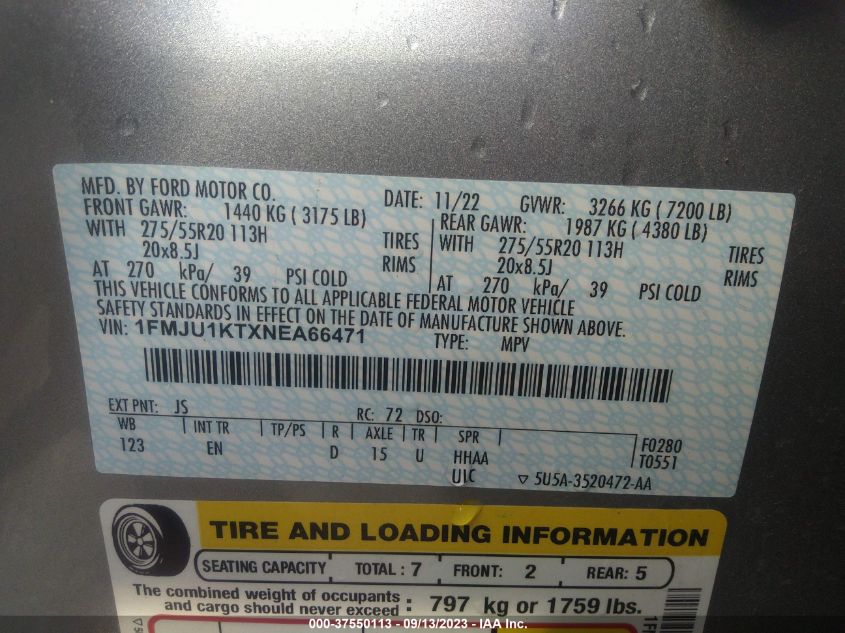 MFD. BY FORD MOTOR CO. DATE: 11/22 GVWR: 3266 KG ( 7200 LB)
FRONT GAWR: 1440 KG ( 3175 LB) REAR GAWR: 1987 KG ( 4380 LB)
WITH 275/55R20 113H TIRES WITH 275/55R20 113H TIRES
20x8.5J RIMS 20x8.5J RIMS
AT 270 kPa/ 39 PSI COLD AT 270 kPa/ 39 PSI COLD
THIS VEHICLE CONFORMS TO ALL APPLICABLE FEDERAL MOTOR VEHICLE
SAFETY STANDARDS IN EFFECT ON THE DATE OF MANUFACTURE SHOWN ABOVE.
VIN: 1FMJU1KTXNEA66471 TYPE: MPV
EXT PNT: JS RC: 72 DSO:
WB INT TR TP/PS R AXLE TR SPR F0280
123 EN D 15 U HHAA T0551
UIC ▽ 5U5A-3520472-AA
TIRE AND LOADING INFORMATION
SEATING CAPACITY TOTAL : 7 FRONT: 2 REAR: 5
The combined weight of occupants
and cargo should never exceed : 797 kg or 1759 lbs.
000-37550113 - 09/13/2023 - IAA Inc.